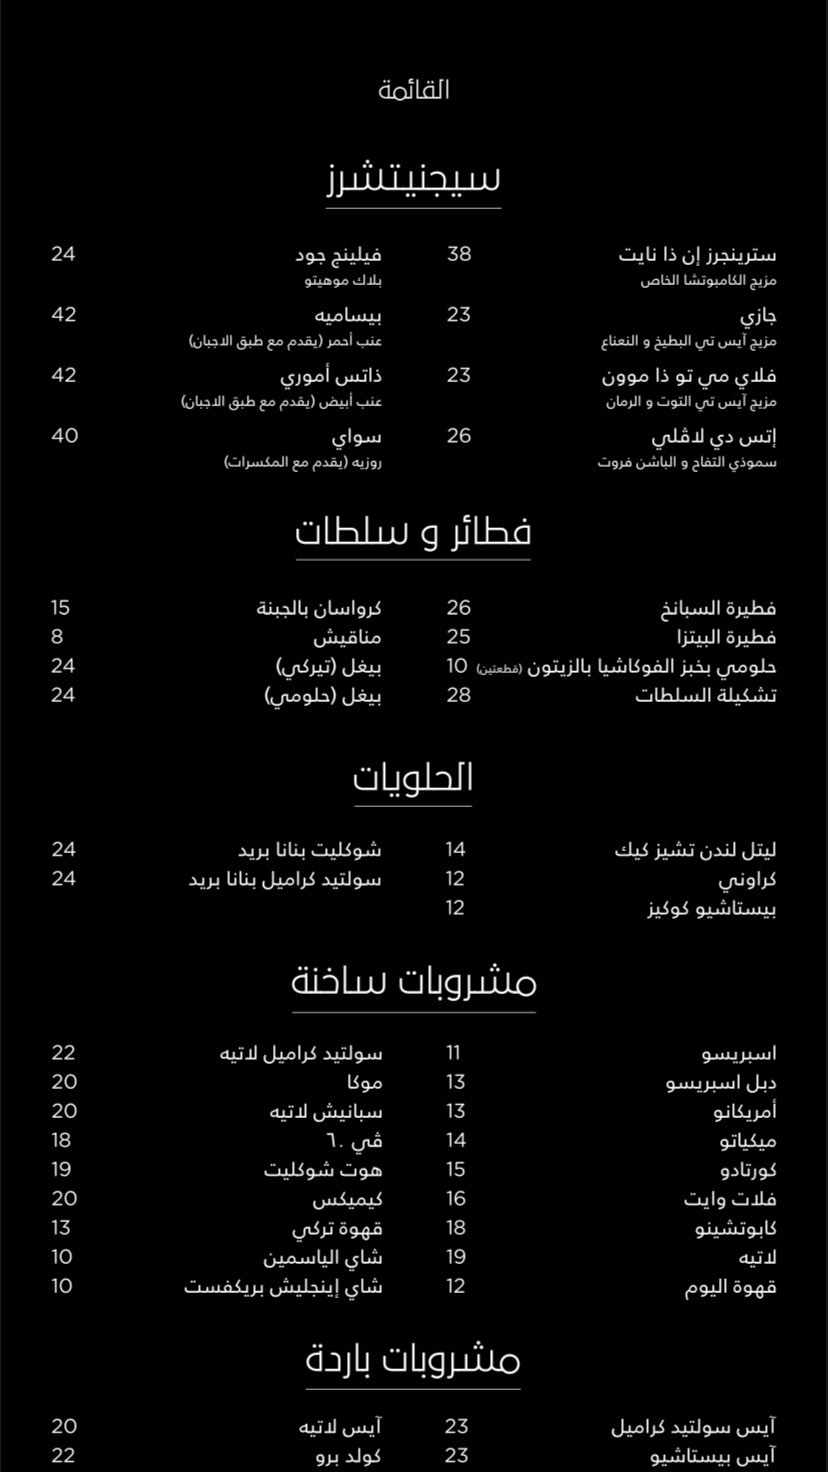 القائمة
سيجنيتشرز
سترينجرز إن ذا نايت 38 فيلينج جود 24
مزيج الكامبوتشا الخاص بلاك موهيتو
جازي 23 بيساميه 42
مزيج آيس تي البطيخ و النعناع عنب أحمر (يقدم مع طبق الاجبان)
فلاي مي تو ذا موون 23 ذاتس أموري 42
مزيج آيس تي التوت و الرمان عنب أبيض (يقدم مع طبق الاجبان)
إتس دي لاڤلي 26 سواي 40
سموذي التفاح و الباشن فروت روزيه (يقدم مع المكسرات)
فطائر و سلطات
فطيرة السبانخ 26 كرواسان بالجبنة 15
فطيرة البيتزا 25 مناقيش 8
حلومي بخبز الفوكاشيا بالزيتون (قطعتين) 10 بيغل (تيركي) 24
تشكيلة السلطات 28 بيغل (حلومي) 24
الحلويات
ليتل لندن تشيز كيك 14 شوكليت بنانا بريد 24
كراوني 12 سولتيد كراميل بنانا بريد 24
بيستاشيو كوكيز 12
مشروبات ساخنة
اسبريسو 11 سولتيد كراميل لاتيه 22
دبل اسبريسو 13 موكا 20
أمريكانو 13 سبانيش لاتيه 20
ميكياتو 14 ڤي .٦ 18
كورتادو 15 هوت شوكليت 19
فلات وايت 16 كيميكس 20
كابوتشينو 18 قهوة تركي 13
لاتيه 19 شاي الياسمين 10
قهوة اليوم 12 شاي إينجليش بريكفست 10
مشروبات باردة
آيس سولتيد كراميل 23 آيس لاتيه 20
آيس بيستاشيو 23 كولد برو 22